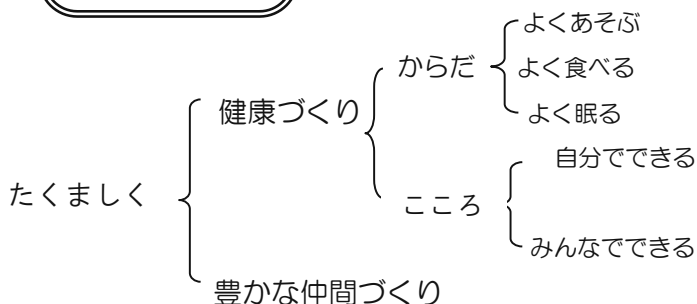 よくあそぶ
からだ
よく食べる
健康づくり
よく眠る
自分でできる
たくましく
こころ
みんなでできる
豊かな仲間づくり